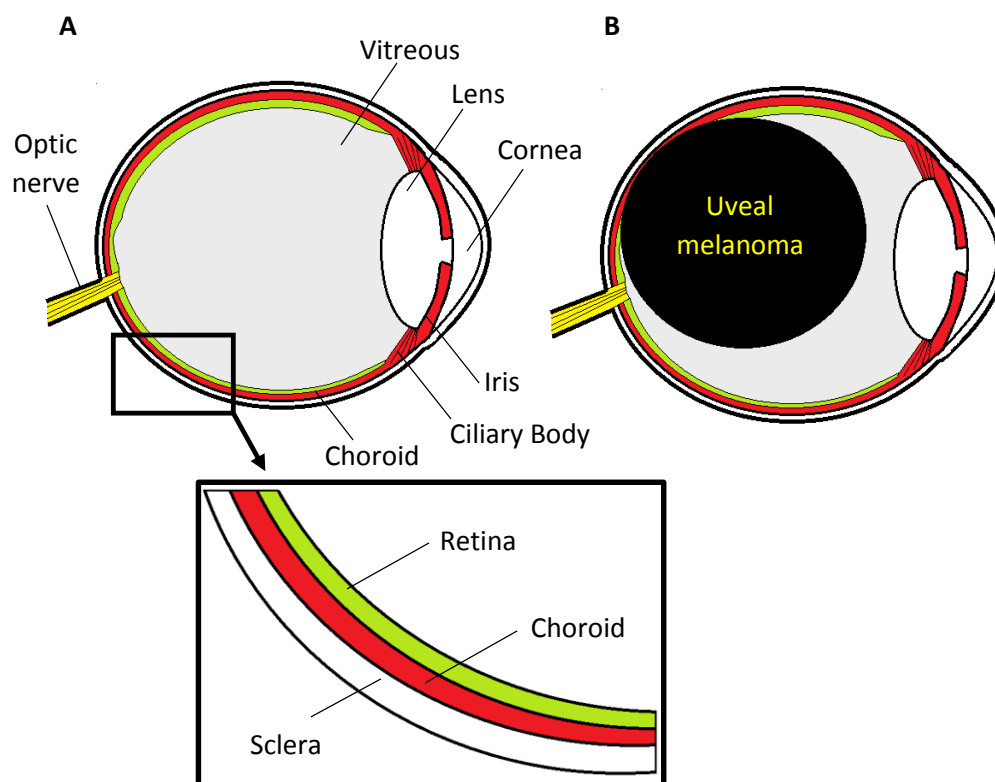 A
B
Vitreous
Lens
Cornea
Optic
nerve
Uveal
melanoma
Iris
Ciliary Body
Choroid
Retina
Choroid
Sclera